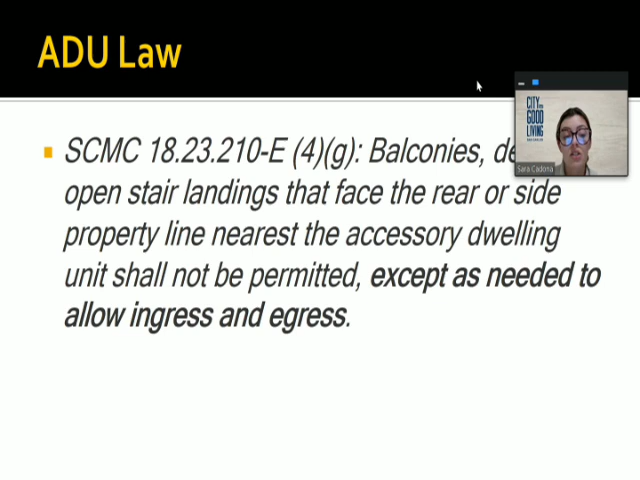 ADU Law
SCMC 18.23.210-E (4)(g): Balconies,
open stair landings that face the rear or side
property line nearest the accessory dwelling
unit shall not be permitted, except as needed to
allow ingress and egress.
CITY
GOOD
LIVING
Sara Cadona